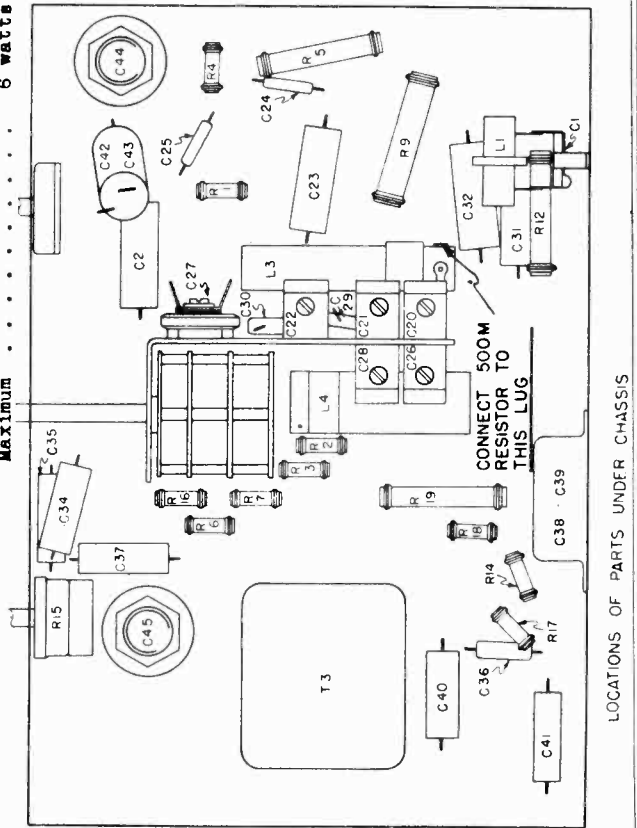 Maximum . . . . . . . . . 6 watts
C44
R4
R5
C24
C42
C43
C25
R1
C23
R9
C2
C27
L3
C32
L1
C1
C31
R12
C30
C22
C29
C21
C20
C28
C26
L4
R2
R3
CONNECT 500M
RESISTOR TO
THIS LUG
C35
C34
R16
R7
R6
R19
R18
C37
C38 - C39
R15
C45
R14
R17
C36
T3
C40
C41
LOCATIONS OF PARTS UNDER CHASSIS